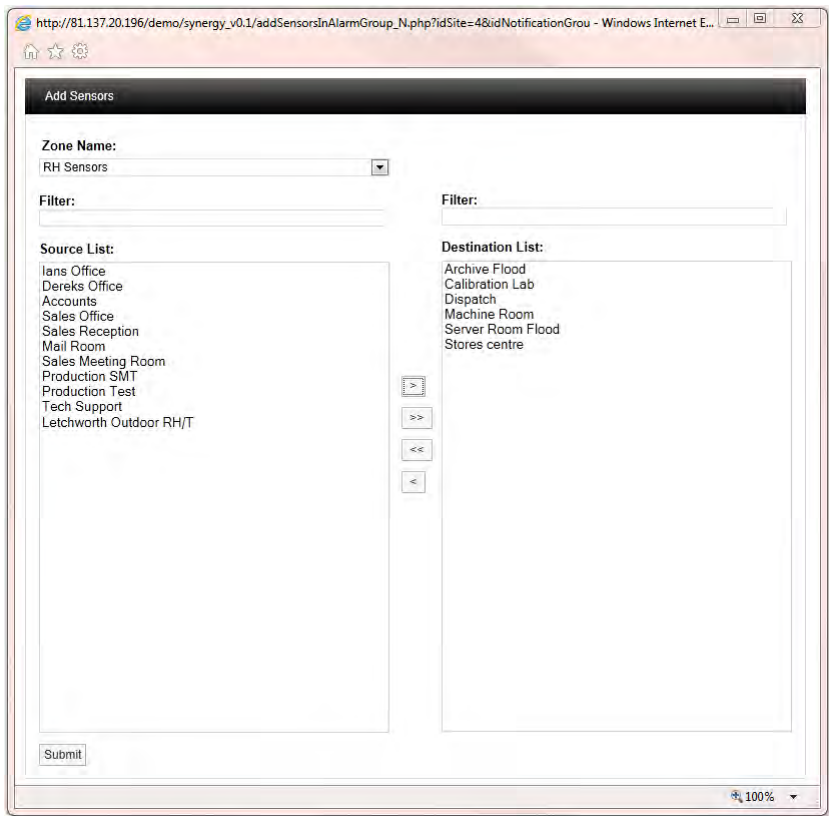 http://81.137.20.196/demo/synergy_v0.1/addSensorsInAlarmGroup_N.php?idSite=4&idNotificationGrou - Windows Internet E...
Add Sensors
Zone Name:
RH Sensors
Filter:
Source List:
Ians Office
Dereks Office
Accounts
Sales Office
Sales Reception
Mail Room
Sales Meeting Room
Production SMT
Production Test
Tech Support
Letchworth Outdoor RH/T
>
>>
<<
<
Filter:
Destination List:
Archive Flood
Calibration Lab
Dispatch
Machine Room
Server Room Flood
Stores centre
Submit
100%